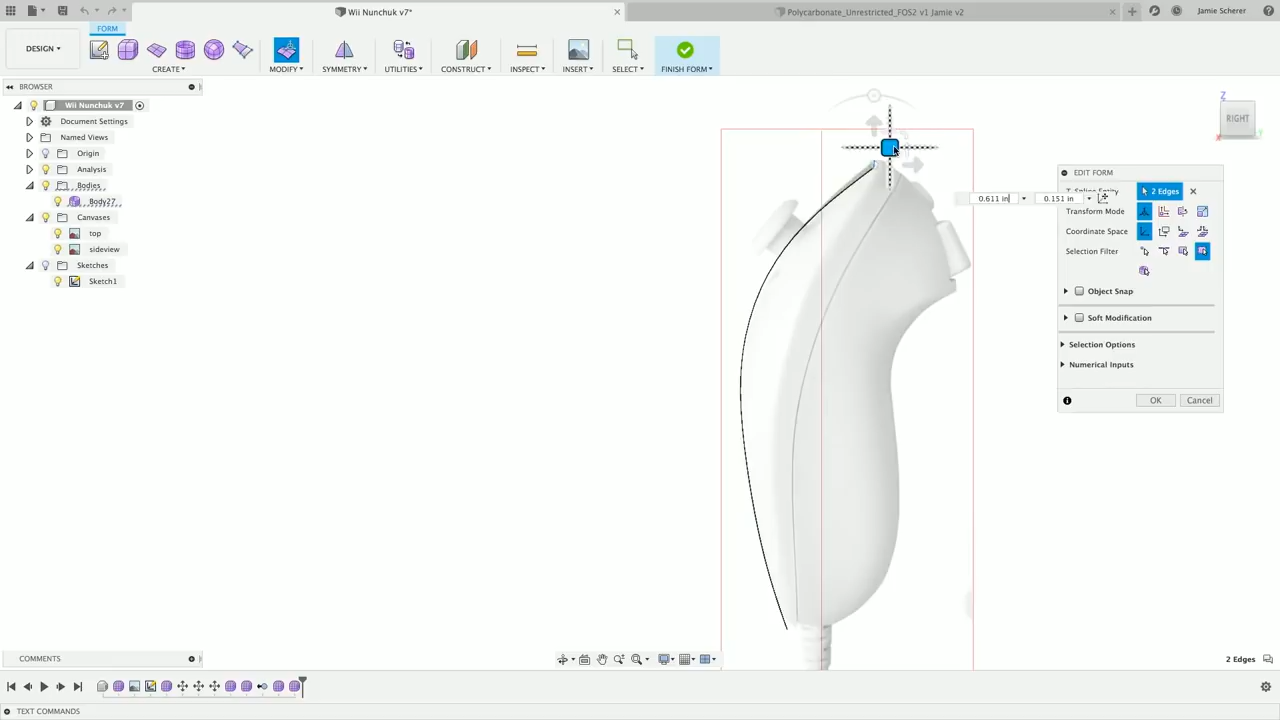 Wii Nunchuk v7*
Polycarbonate_Unrestricted_FOS2 v1 Jamie v2
Jamie Scherer
FORM
DESIGN
CREATE
MODIFY
SYMMETRY
UTILITIES
CONSTRUCT
INSPECT
INSERT
SELECT
FINISH FORM
BROWSER
Wii Nunchuk v7
Document Settings
Named Views
Origin
Analysis
Bodies
Body27
Canvases
top
sideview
Sketches
Sketch1
Z
RIGHT
X
Y
0.611 in
0.151 in
EDIT FORM
T-Spline Entity
2 Edges
Transform Mode
Coordinate Space
Selection Filter
Object Snap
Soft Modification
Selection Options
Numerical Inputs
OK
Cancel
COMMENTS
2 Edges
TEXT COMMANDS